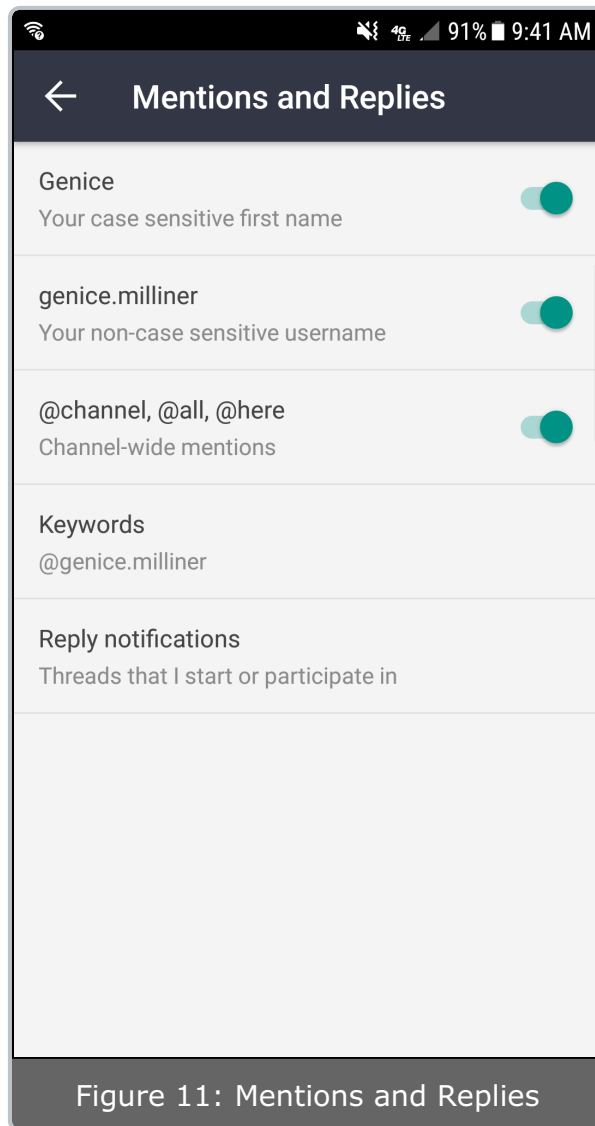 4G LTE 91% 9:41 AM
Mentions and Replies
Genice
Your case sensitive first name
genice.milliner
Your non-case sensitive username
@channel, @all, @here
Channel-wide mentions
Keywords
@genice.milliner
Reply notifications
Threads that I start or participate in
Figure 11: Mentions and Replies